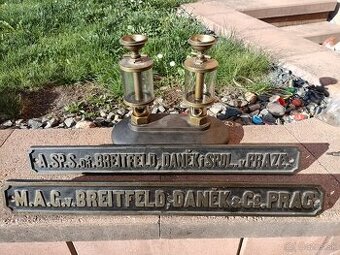 A. SP. S. DŘ. BREITFELD, DANĚK I SPOL. V PRAZE.
M.A.G. V. BREITFELD, DANĚK & CO. PRAG